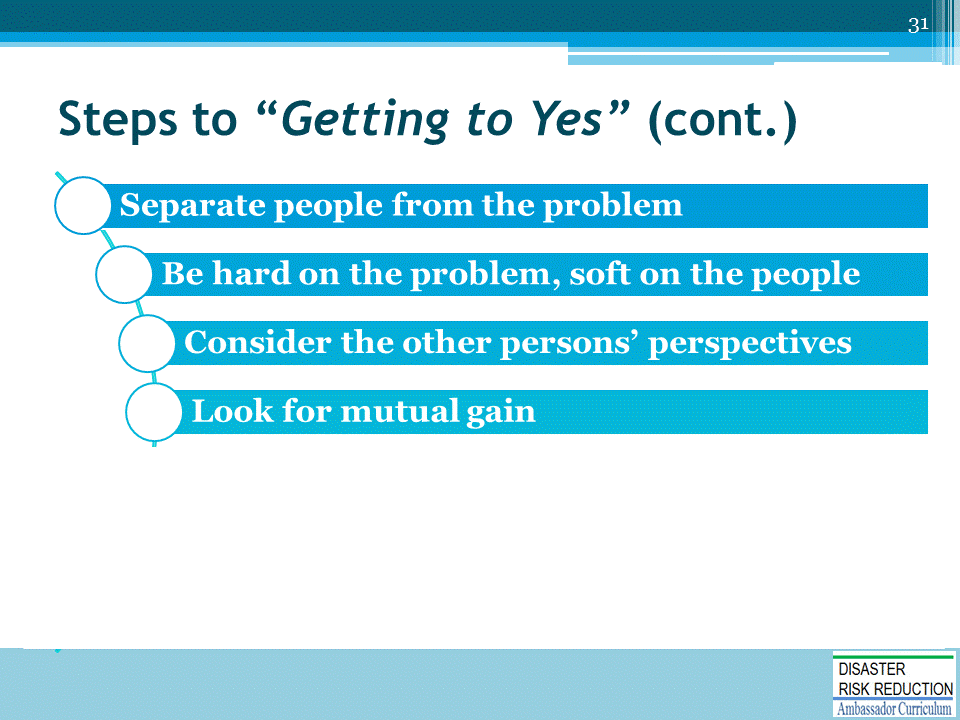 31
Steps to “Getting to Yes” (cont.)
Separate people from the problem
Be hard on the problem, soft on the people
Consider the other persons’ perspectives
Look for mutual gain
DISASTER
RISK REDUCTION
Ambassador Curriculum